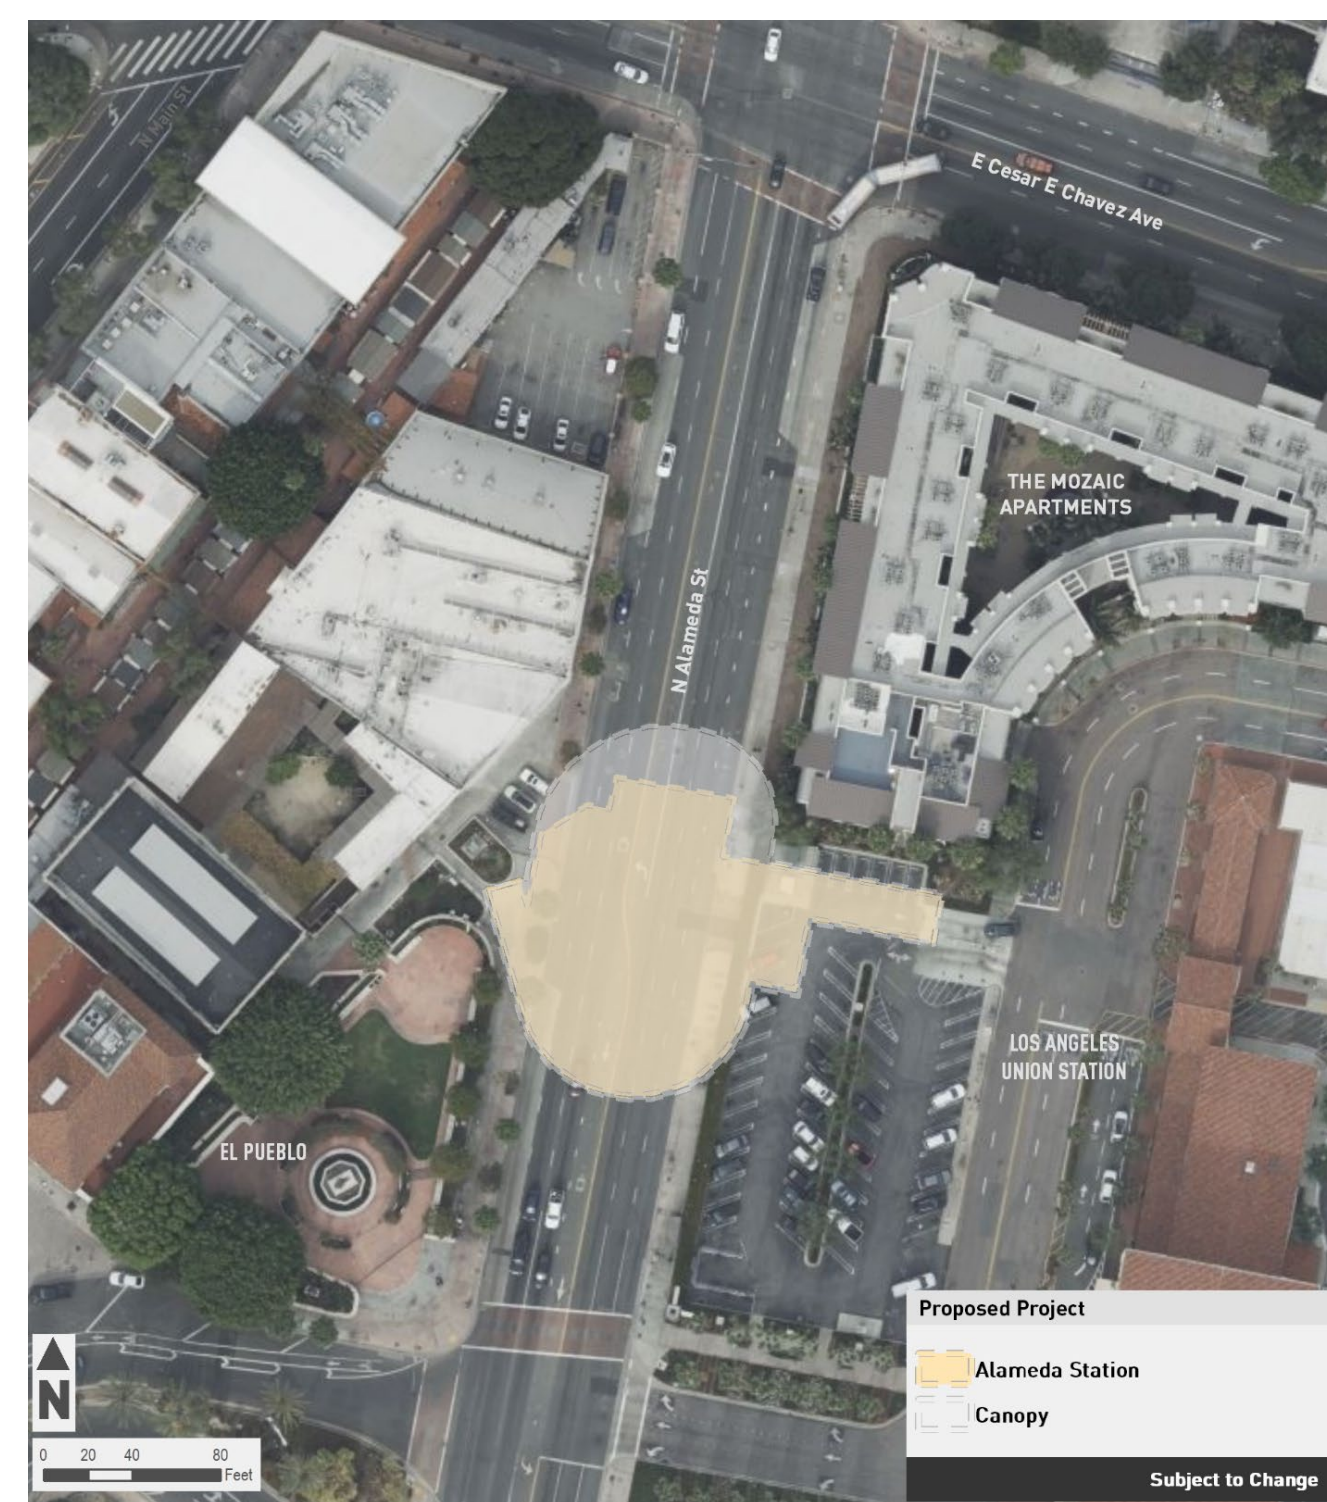 N Main St
E Cesar E Chavez Ave
THE MOZAIC
APARTMENTS
N Alameda St
LOS ANGELES
UNION STATION
EL PUEBLO
N
0 20 40 80
Feet
Proposed Project
Alameda Station
Canopy
Subject to Change